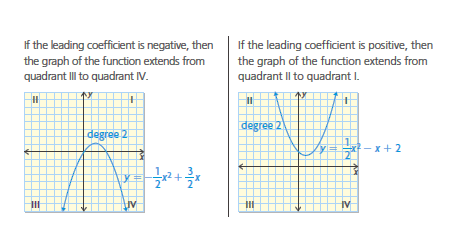 If the leading coefficient is negative, then
the graph of the function extends from
quadrant III to quadrant IV.
II
y
I
degree 2
x
y = -1/2x² + 3/2x
III
IV
If the leading coefficient is positive, then
the graph of the function extends from
quadrant II to quadrant I.
II
y
I
degree 2
y = 1/2x² – x + 2
x
III
IV